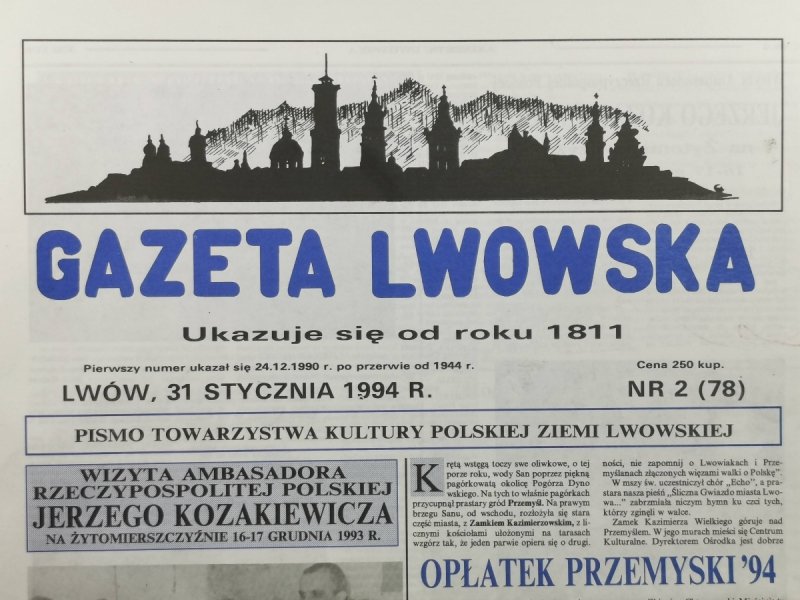 GAZETA LWOWSKA
Ukazuje się od roku 1811
Pierwszy numer ukazał się 24.12.1990 r. po przerwie od 1944 r.
Cena 250 kup.
LWÓW, 31 STYCZNIA 1994 R.
NR 2 (78)
PISMO TOWARZYSTWA KULTURY POLSKIEJ ZIEMI LWOWSKIEJ
WIZYTA AMBASADORA
RZECZYPOSPOLITEJ POLSKIEJ
JERZEGO KOZAKIEWICZA
NA ŻYTOMIERSZCZYŹNIE 16-17 GRUDNIA 1993 R.
Krętą wstęgą toczy swe oliwkowe, o tej
porze roku, wody San poprzez piękną
pagórkowatą okolicę Pogórza Dyno
wskiego. Na tych to właśnie pagórkach
przycupnął prastary gród Przemyśl. Na prawym
brzegu Sanu, od wschodu, rozłożyła się stara
część miasta, z Zamkiem Kazimierzowskim, z li-
cznymi kościołami ułożonymi na tarasach
wzgórz tak, że jeden parwie opiera się o drugi.
ności, nie zapomnij o Lwowiakach i Prze-
myślanach złączonych więzami walki o Polskę".
W mszy św. uczestniczył chór „Echo", a pra-
stara nasza pieśń „Śliczna Gwiazdo miasta Lwo-
wa..." zabrzmiała niczym hymn ku czci tych,
którzy zginęli w walce.
Zamek Kazimierza Wielkiego góruje nad
Przemyślem. W jego murach mieści się Centrum
Kulturalne. Dyrektorem Ośrodka jest dobrze
OPŁATEK PRZEMYSKI '94